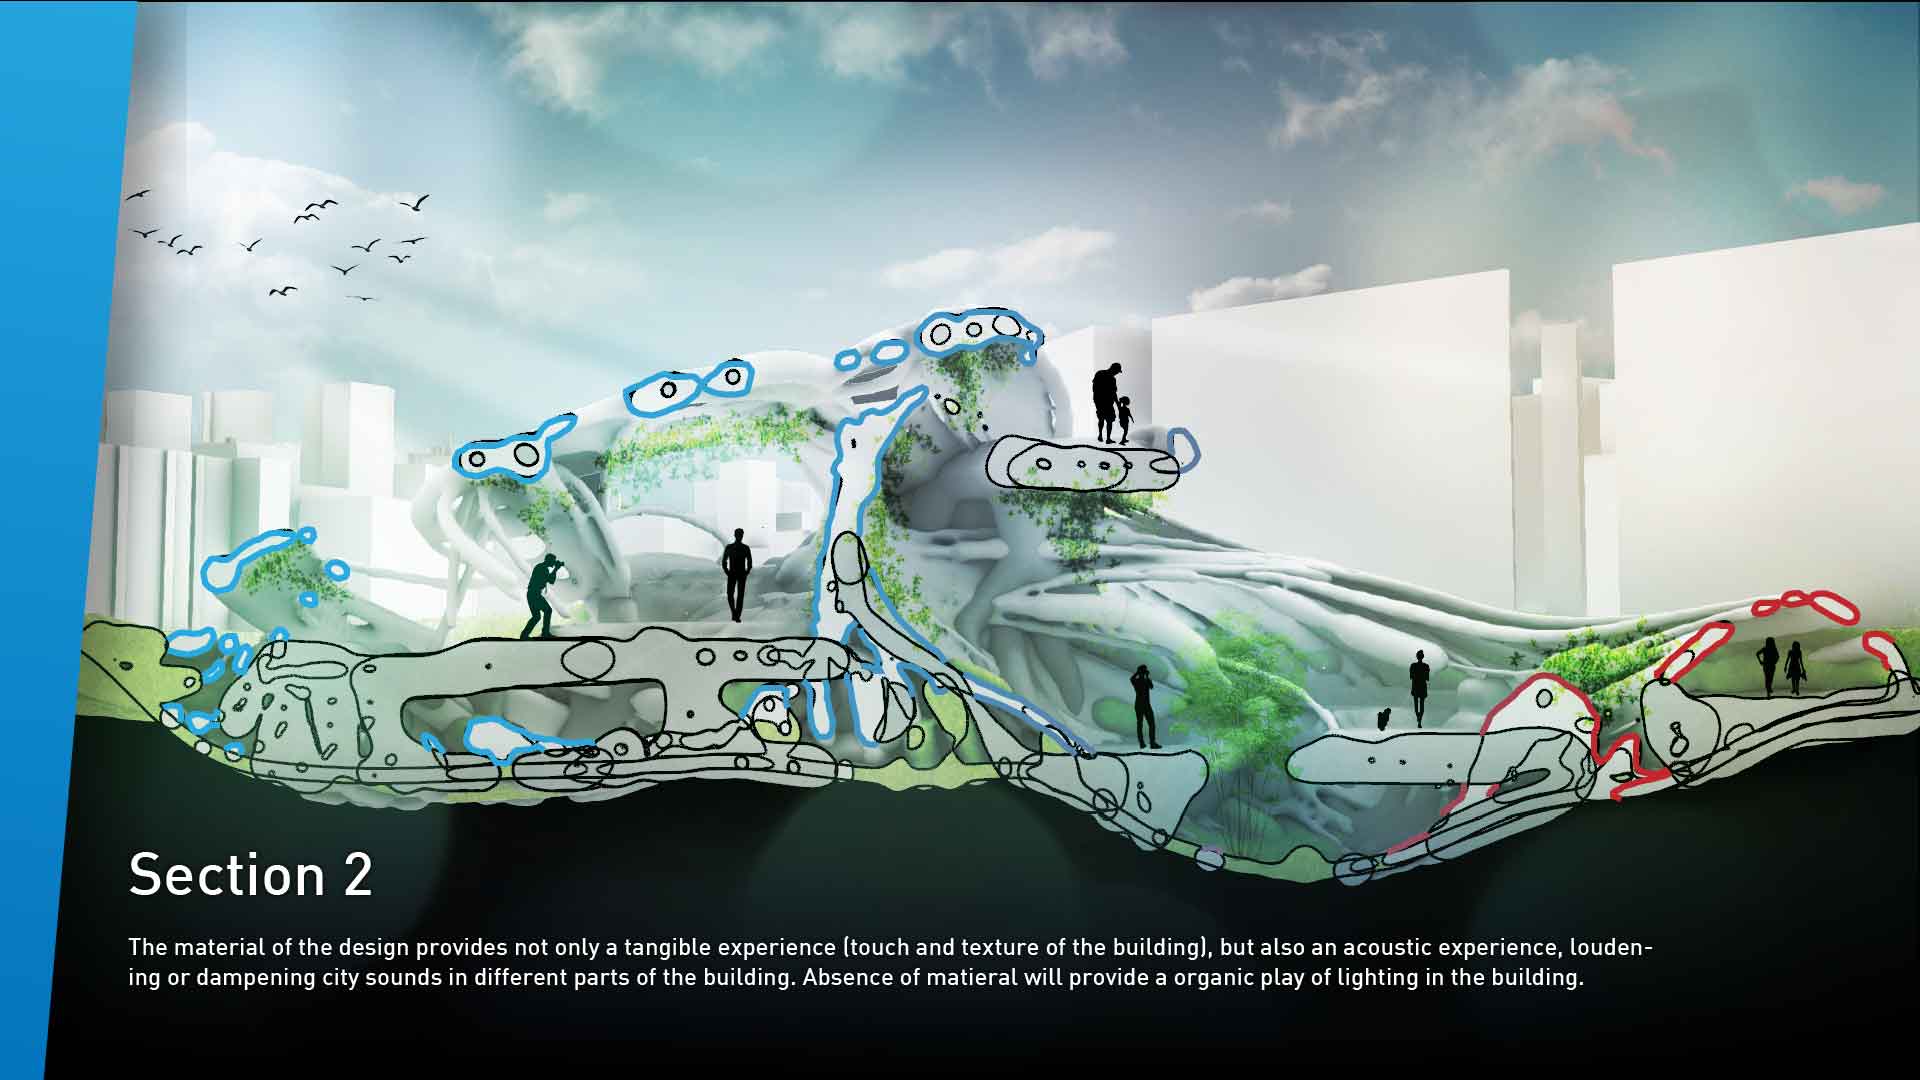 Section 2
The material of the design provides not only a tangible experience (touch and texture of the building), but also an acoustic experience, louden-
ing or dampening city sounds in different parts of the building. Absence of matieral will provide a organic play of lighting in the building.